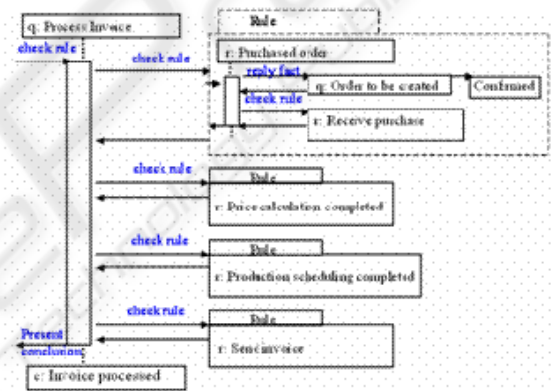 q: Process Invoice
Rule
check rule
check rule
r: Purchased order
reply fact
q: Order to be created
Confirmed
check rule
r: Receive purchase
check rule
Rule
r: Price calculation completed
check rule
Rule
r: Production scheduling completed
check rule
Rule
r: Send invoice
Present
conclusion
c: Invoice processed